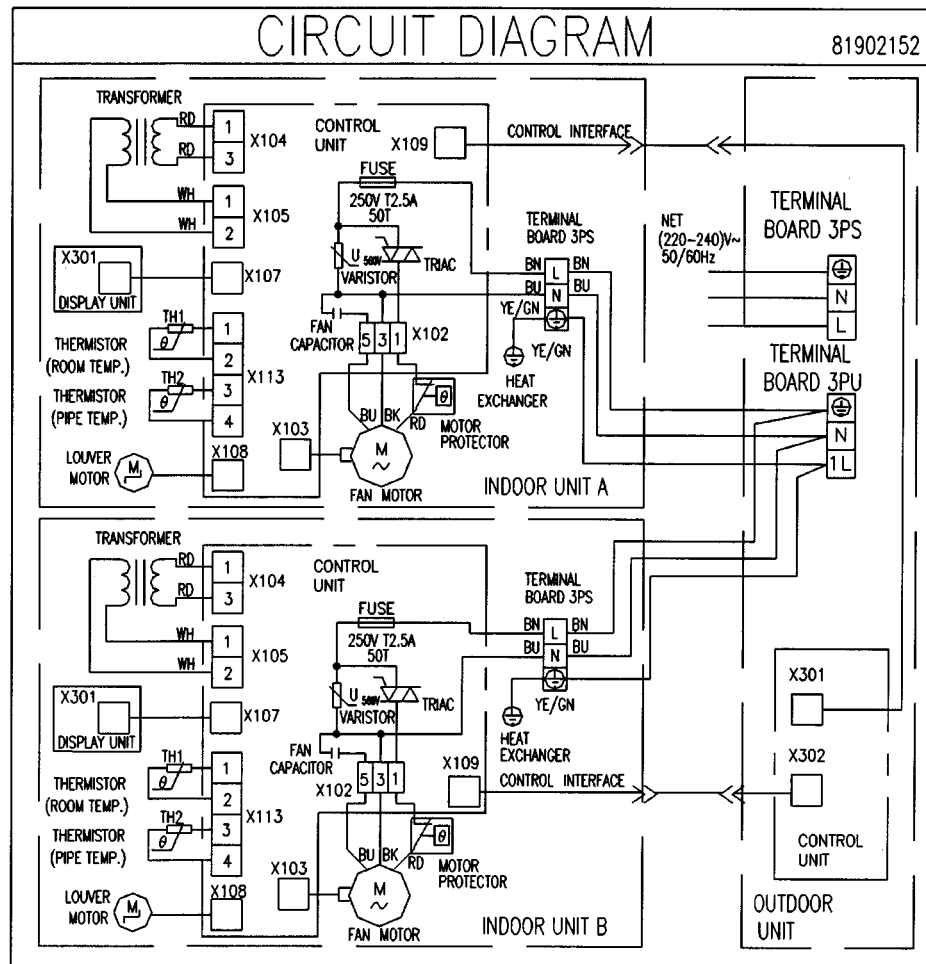 CIRCUIT DIAGRAM
81902152
TRANSFORMER
RD
RD
WH
WH
1
3
X104
1
2
X105
X301
DISPLAY UNIT
X107
TH1
θ
THERMISTOR
(ROOM TEMP.)
TH2
θ
THERMISTOR
(PIPE TEMP.)
1
2
3
4
X113
LOUVER
MOTOR
M
X108
CONTROL
UNIT
X109
CONTROL INTERFACE
FUSE
250V T2.5A
50T
U 560V
VARISTOR
TRIAC
FAN
CAPACITOR
5 3 1
X102
BU BK
RD
θ
MOTOR
PROTECTOR
X103
M
~
FAN MOTOR
TERMINAL
BOARD 3PS
BN L BN
BU N BU
YE/GN
YE/GN
HEAT
EXCHANGER
INDOOR UNIT A
NET
(220-240)V~
50/60Hz
TERMINAL
BOARD 3PS
N
L
TERMINAL
BOARD 3PU
N
1L
TRANSFORMER
RD
RD
WH
WH
1
3
X104
1
2
X105
X301
DISPLAY UNIT
X107
TH1
θ
THERMISTOR
(ROOM TEMP.)
TH2
θ
THERMISTOR
(PIPE TEMP.)
1
2
3
4
X113
LOUVER
MOTOR
M
X108
CONTROL
UNIT
FUSE
250V T2.5A
50T
U 560V
VARISTOR
TRIAC
FAN
CAPACITOR
X102
5 3 1
BU BK
RD
θ
MOTOR
PROTECTOR
X103
M
~
FAN MOTOR
TERMINAL
BOARD 3PS
BN L BN
BU N BU
YE/GN
HEAT
EXCHANGER
X109
CONTROL INTERFACE
INDOOR UNIT B
X301
X302
CONTROL
UNIT
OUTDOOR
UNIT